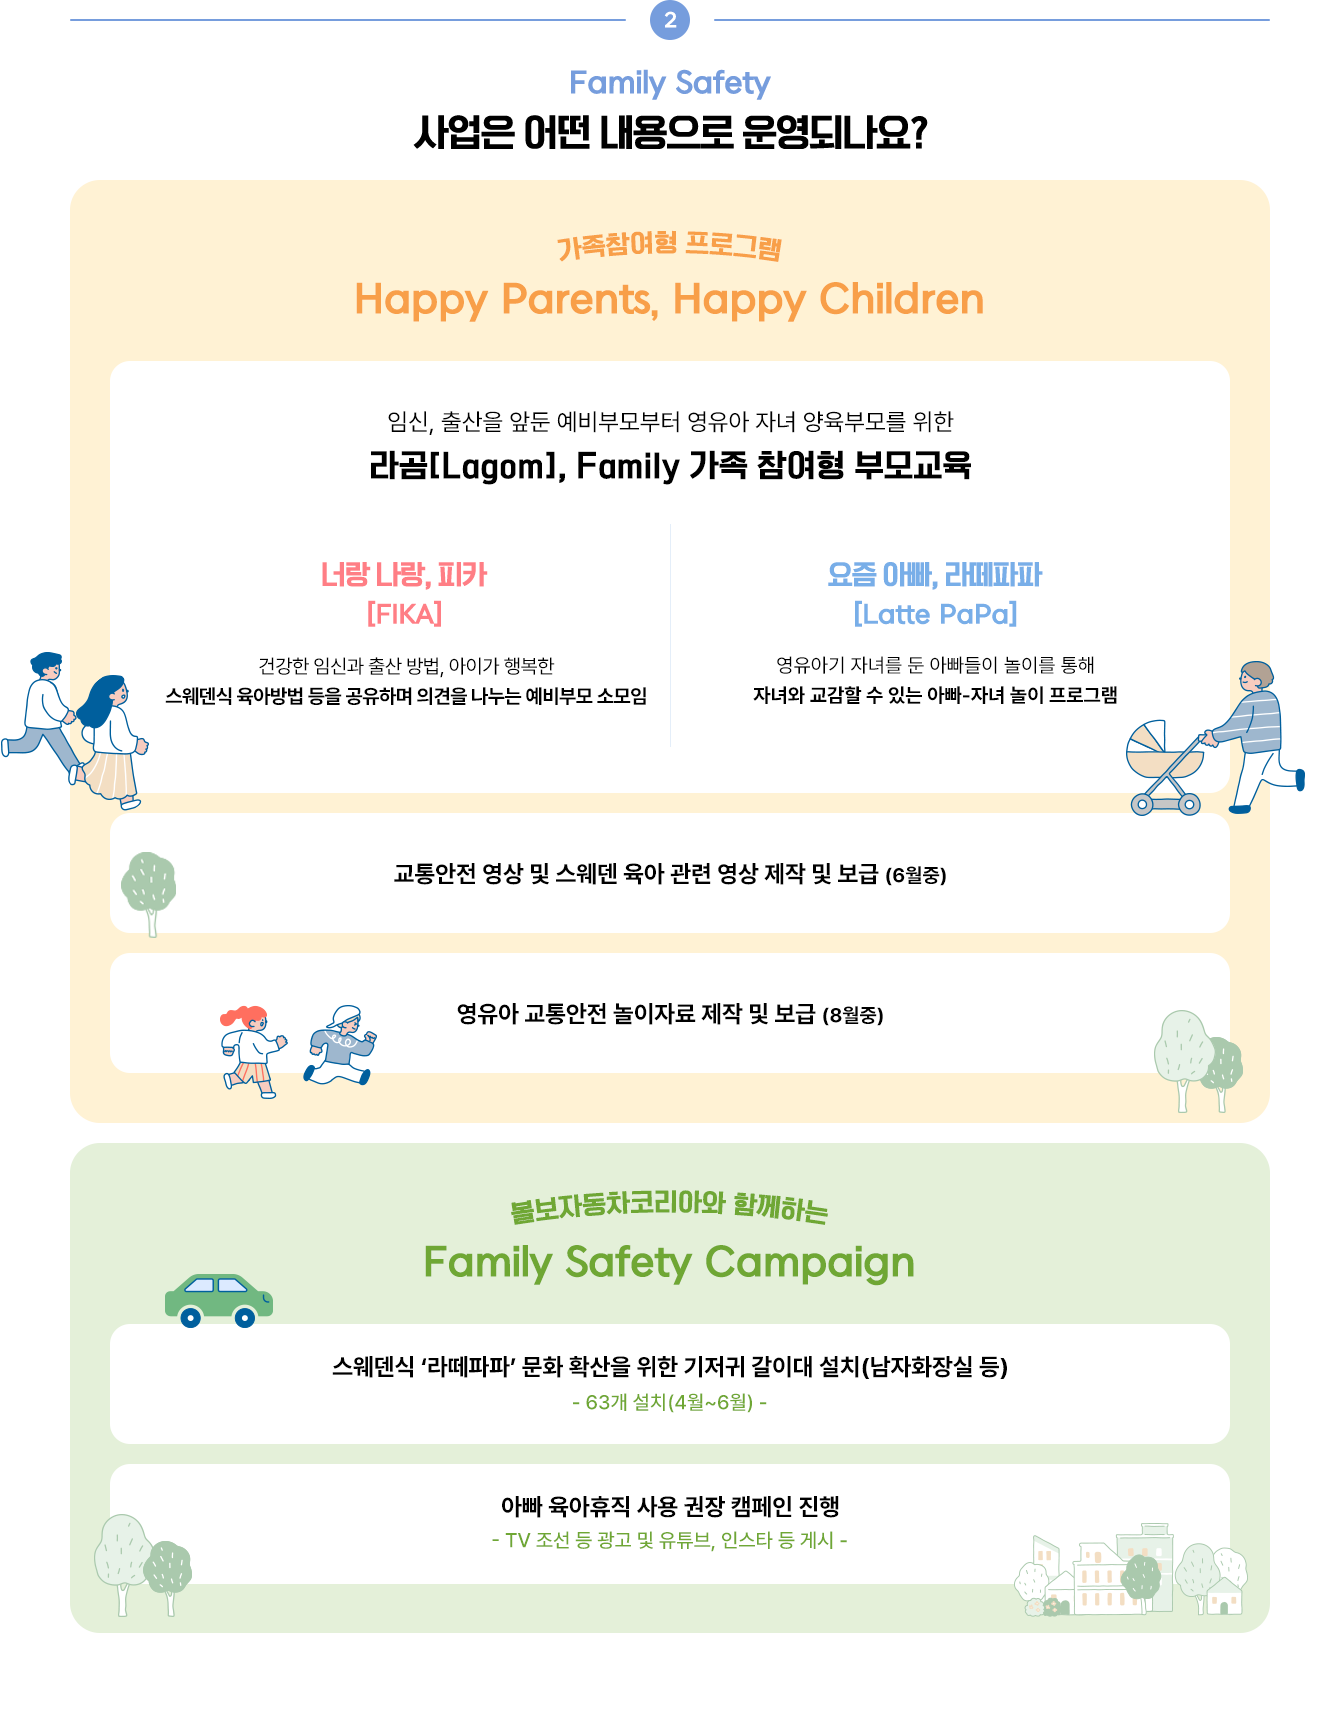 2
Family Safety
사업은 어떤 내용으로 운영되나요?
가족참여형 프로그램
Happy Parents, Happy Children
임신, 출산을 앞둔 예비부모부터 영유아 자녀 양육부모를 위한
라곰[Lagom], Family 가족 참여형 부모교육
너랑 나랑, 피카
[FIKA]
건강한 임신과 출산 방법, 아이가 행복한
스웨덴식 육아방법 등을 공유하며 의견을 나누는 예비부모 소모임
요즘 아빠, 라떼파파
[Latte PaPa]
영유아기 자녀를 둔 아빠들이 놀이를 통해
자녀와 교감할 수 있는 아빠-자녀 놀이 프로그램
교통안전 영상 및 스웨덴 육아 관련 영상 제작 및 보급 (6월중)
영유아 교통안전 놀이자료 제작 및 보급 (8월중)
볼보자동차코리아와 함께하는
Family Safety Campaign
스웨덴식 ‘라떼파파’ 문화 확산을 위한 기저귀 갈이대 설치(남자화장실 등)
- 63개 설치(4월~6월) -
아빠 육아휴직 사용 권장 캠페인 진행
- TV 조선 등 광고 및 유튜브, 인스타 등 게시 -